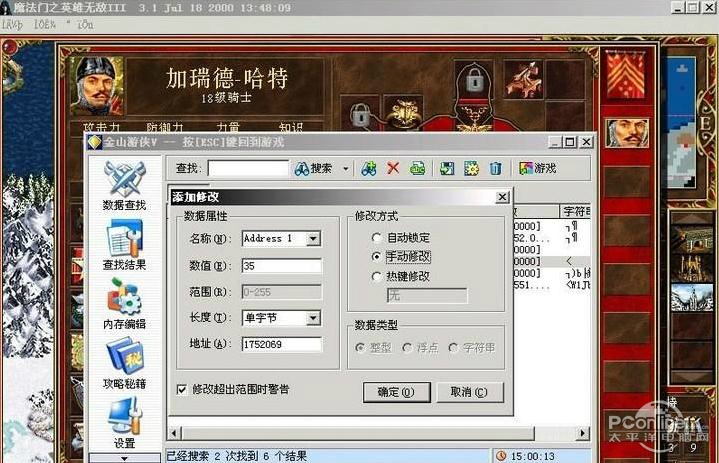 魔法门之英雄无敌III 3.1 Jul 18 2000 13:48:09
加瑞德-哈特
18级骑士
攻击力 防御力 力量 知识
金山游侠V -- 按[ESC]键回到游戏
查找: 搜索 游戏
数据查找
查找结果
内存编辑
攻略秘籍
设置
添加修改
数据属性
名称(N): Address 1
数值(E): 35
范围(R): 0-255
长度(T): 单字节
地址(A): 1752069
修改方式
自动锁定
手动修改
热键修改
无
数据类型
整型 浮点 字符串
修改超出范围时警告
确定(O) 取消(C)
字符串
0000]
52.0...
0000]
0000]
0000]
551....
已经搜索 2 次找到 6 个结果
15:00:13
PConline
太平洋电脑网
3 9